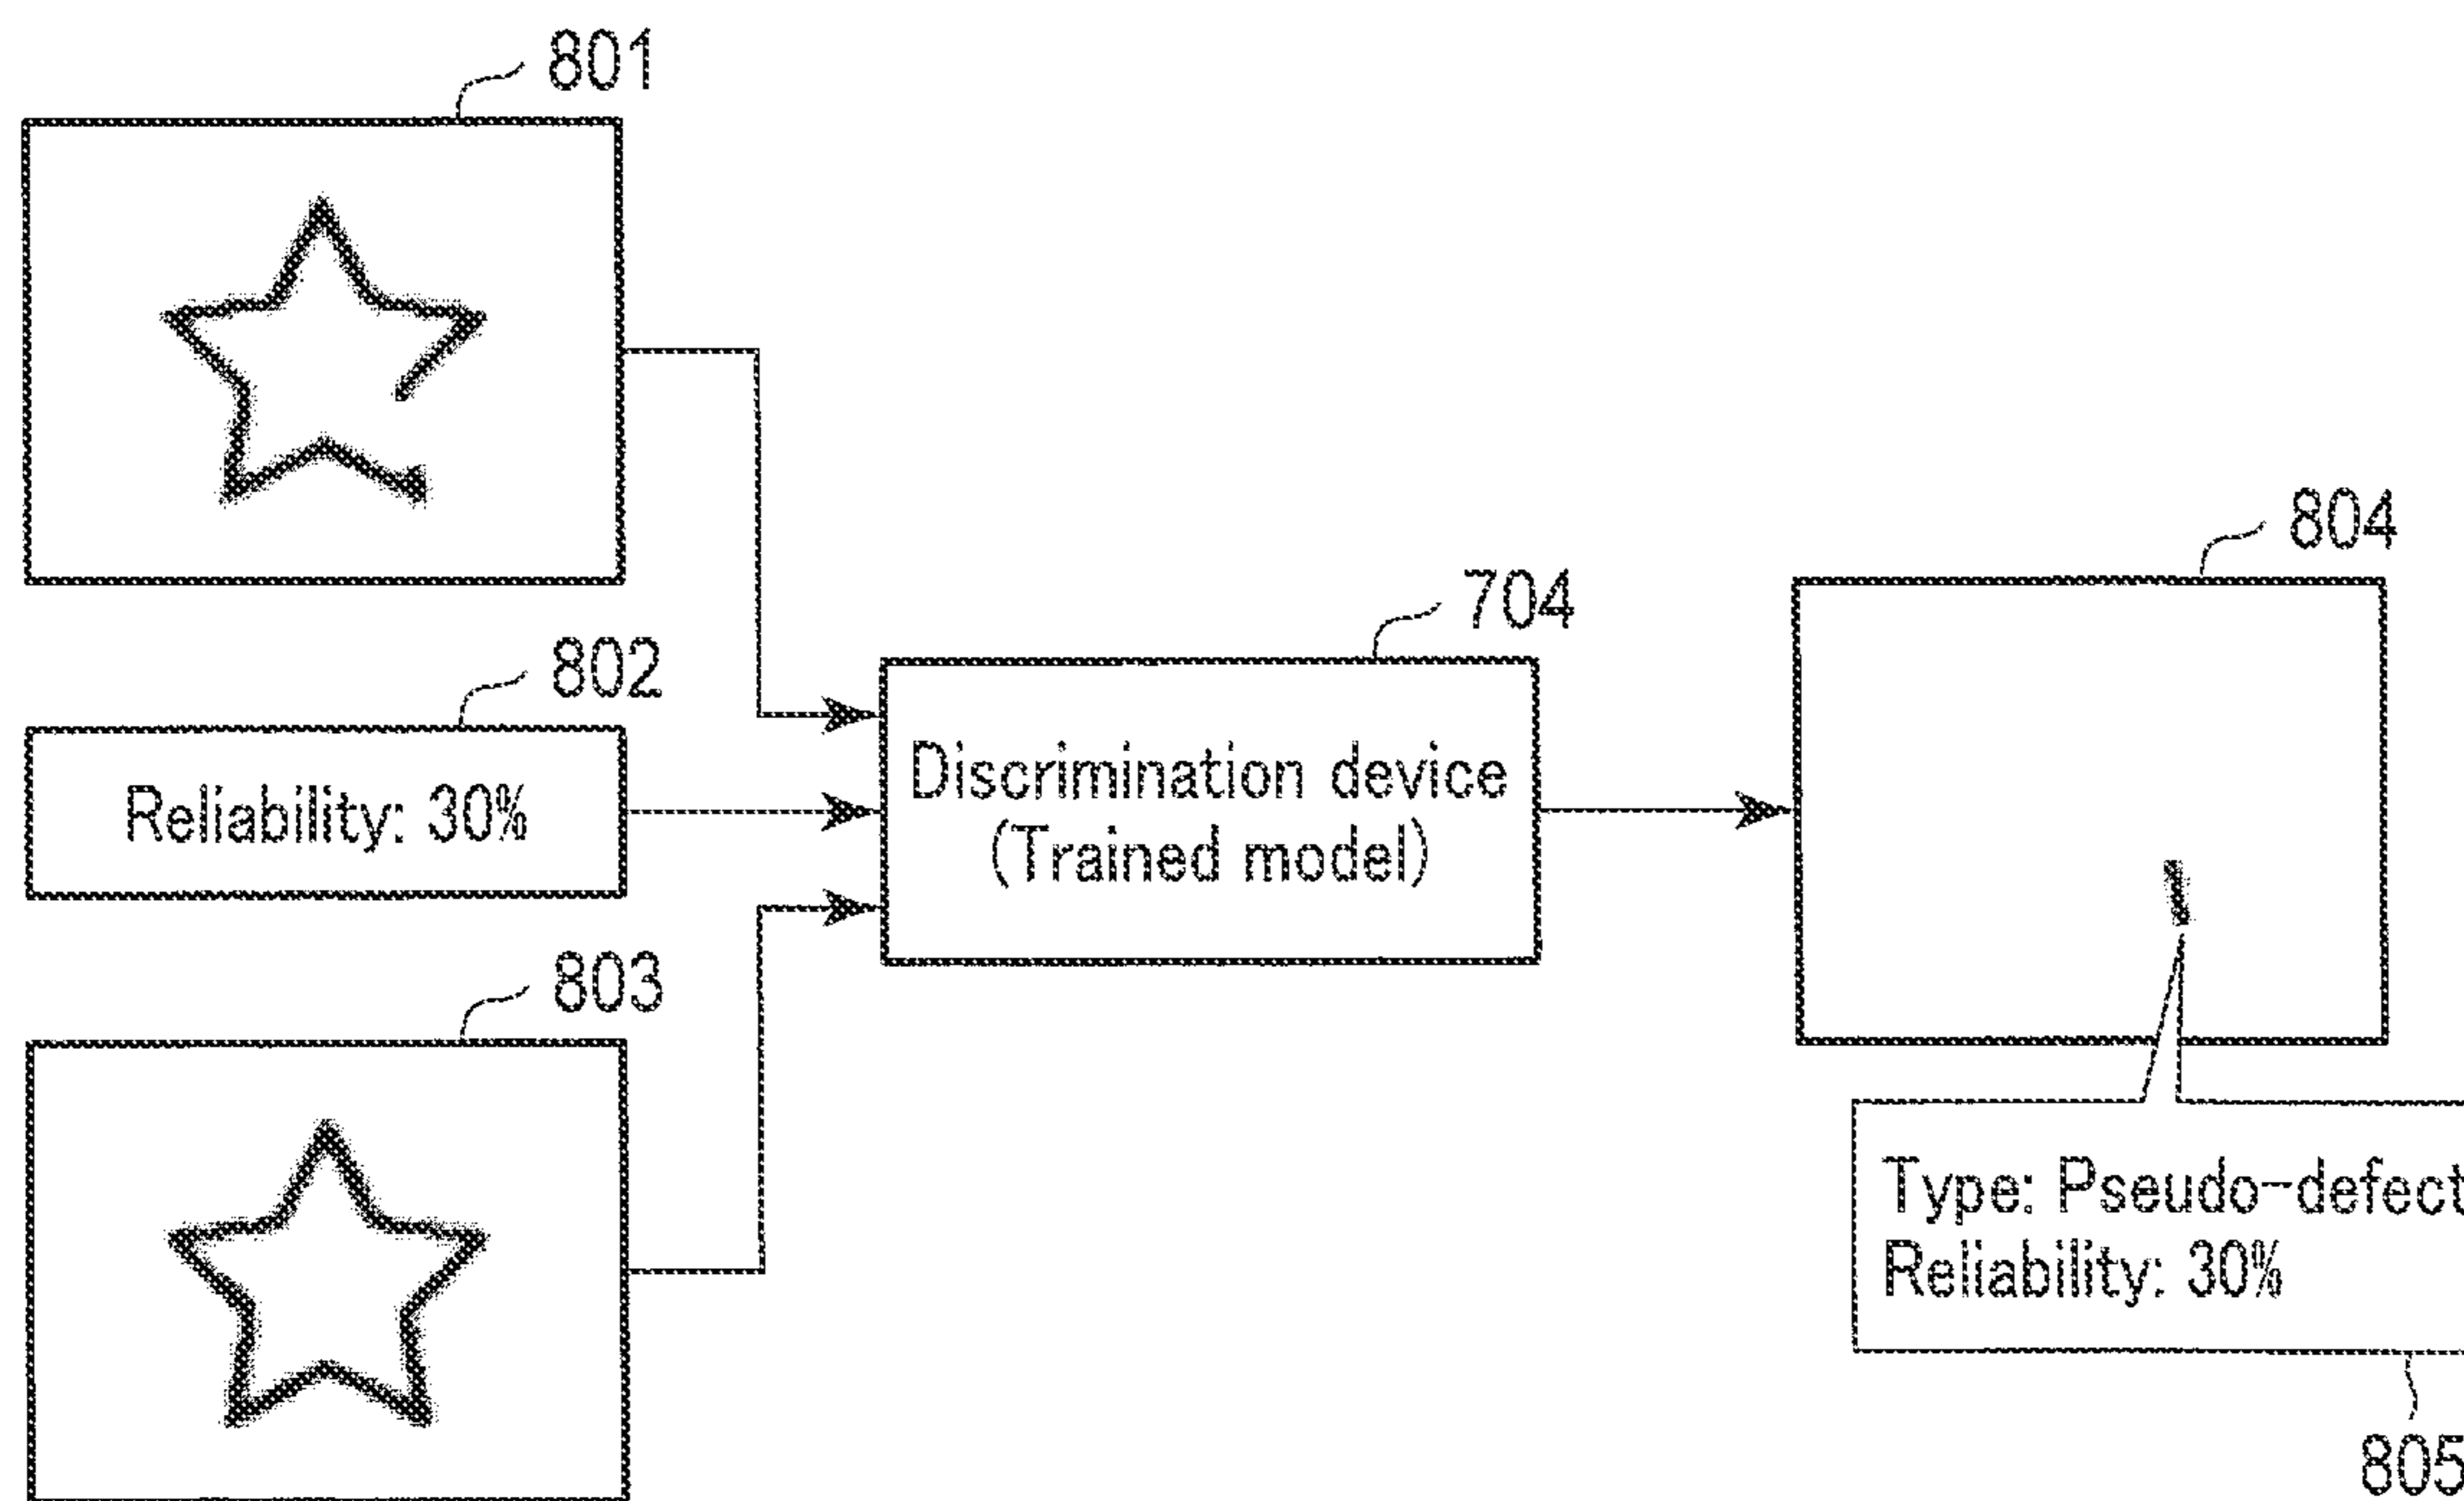 801
802
Reliability: 30%
803
704
Discrimination device
(Trained model)
804
Type: Pseudo-defect
Reliability: 30%
805